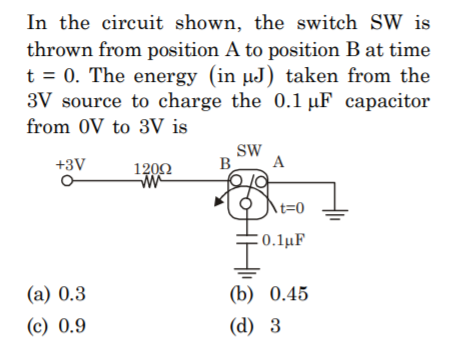 In the circuit shown, the switch SW is
thrown from position A to position B at time
t = 0. The energy (in μJ) taken from the
3V source to charge the 0.1 μF capacitor
from 0V to 3V is
SW
+3V 120Ω B A
t=0
0.1μF
(a) 0.3 (b) 0.45
(c) 0.9 (d) 3